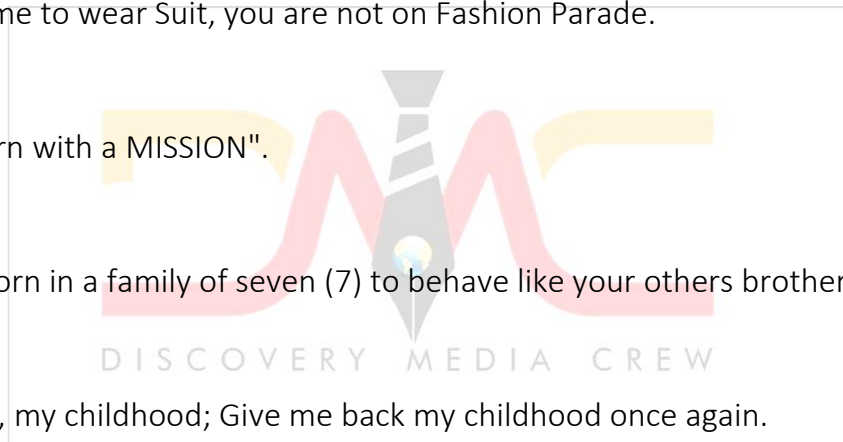 me to wear Suit, you are not on Fashion Parade.
rn with a MISSION".
orn in a family of seven (7) to behave like your others brother
DISCOVERY MEDIA CREW
, my childhood; Give me back my childhood once again.